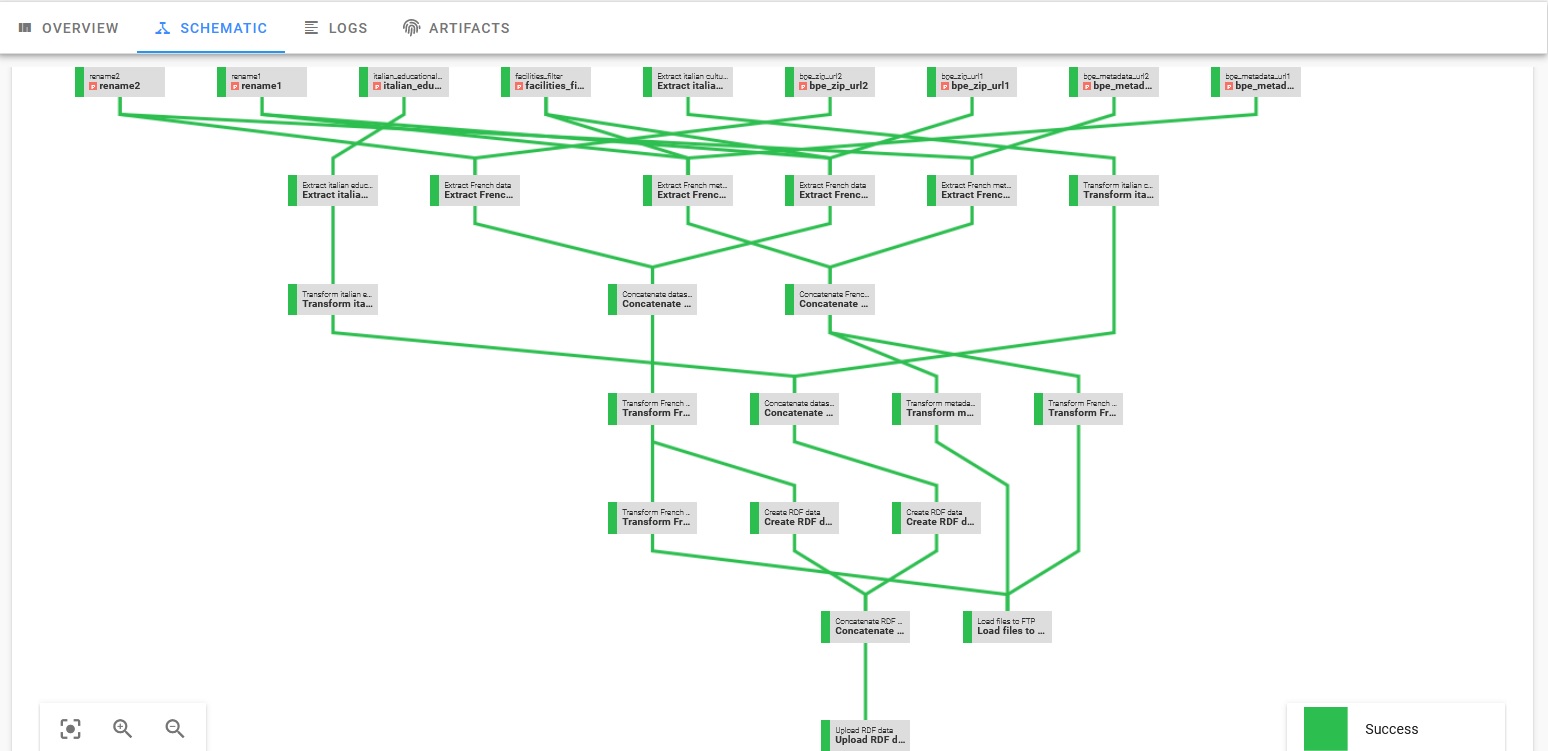 OVERVIEW
SCHEMATIC
LOGS
ARTIFACTS
rename2
rename2
rename1
rename1
italian_educational...
italian_edu...
facilities_filter
facilities_fi...
Extract italian cultu...
Extract italia...
bpe_zip_url2
bpe_zip_url2
bpe_zip_url1
bpe_zip_url1
bpe_metadata_url2
bpe_metad...
bpe_metadata_url1
bpe_metad...
Extract italian educ...
Extract italia...
Extract French data
Extract Frenc...
Extract French met...
Extract Frenc...
Extract French data
Extract Frenc...
Extract French met...
Extract Frenc...
Transform italian c...
Transform ita...
Transform italian e...
Transform ita...
Concatenate datas...
Concatenate ...
Concatenate Frenc...
Concatenate ...
Transform French ...
Transform Fr...
Concatenate datas...
Concatenate ...
Transform metada...
Transform m...
Transform French ...
Transform Fr...
Transform French ...
Transform Fr...
Create RDF data
Create RDF d...
Create RDF data
Create RDF d...
Concatenate RDF ...
Concatenate ...
Load files to FTP
Load files to ...
Upload RDF data
Upload RDF d...
Success